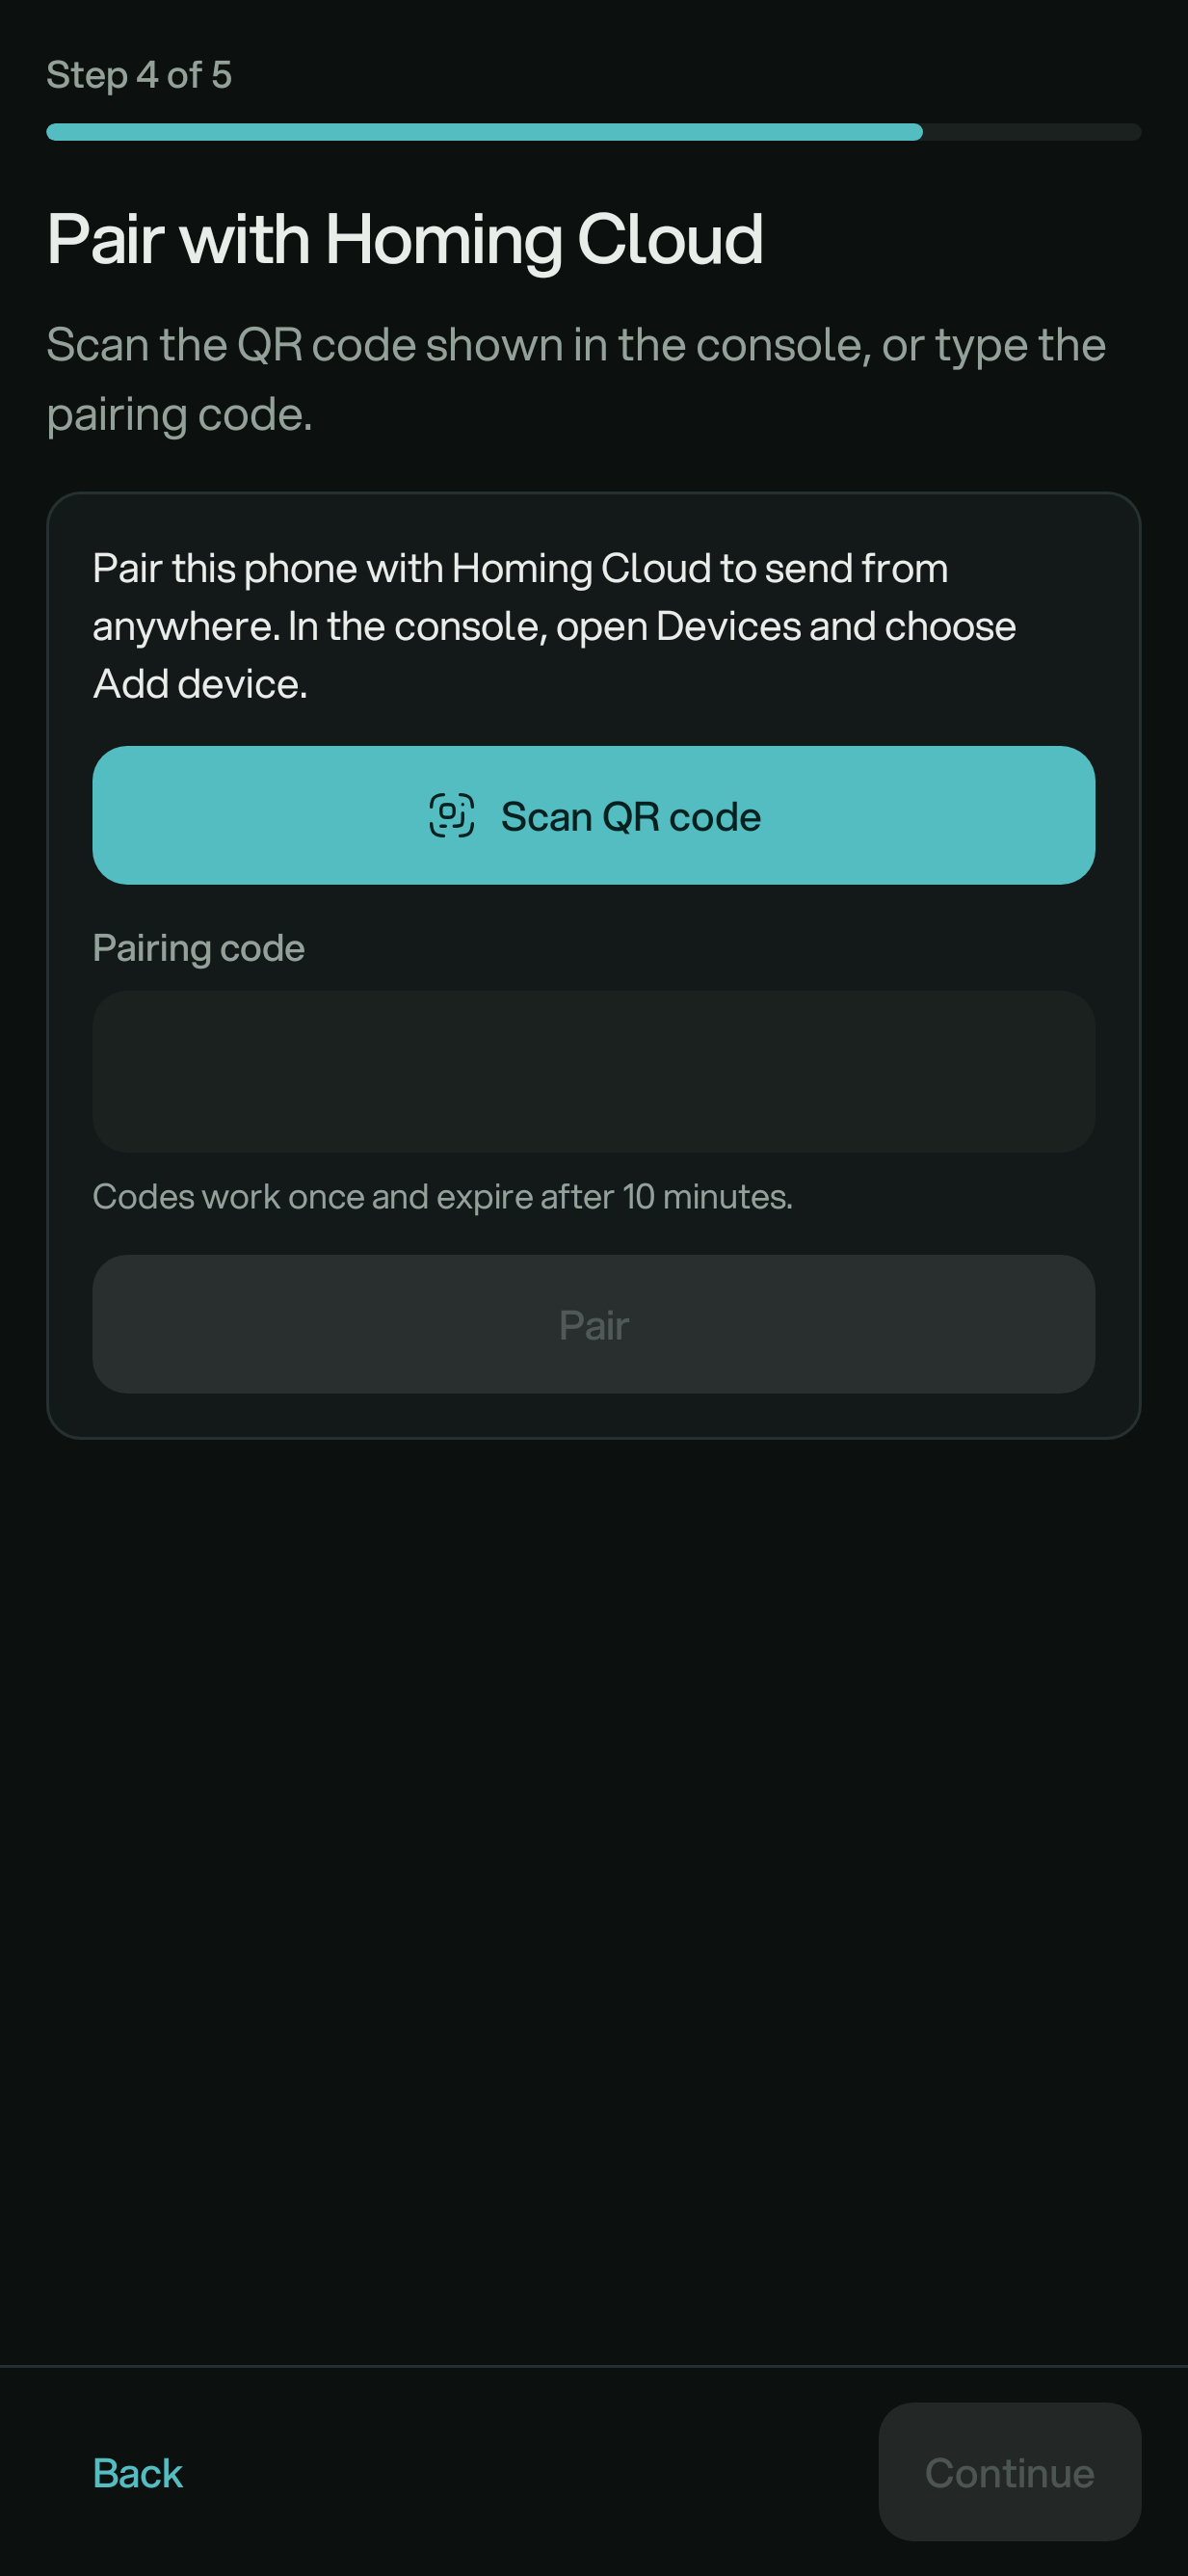 Step 4 of 5
Pair with Homing Cloud
Scan the QR code shown in the console, or type the
pairing code.
Pair this phone with Homing Cloud to send from
anywhere. In the console, open Devices and choose
Add device.
Scan QR code
Pairing code
Codes work once and expire after 10 minutes.
Pair
Back
Continue